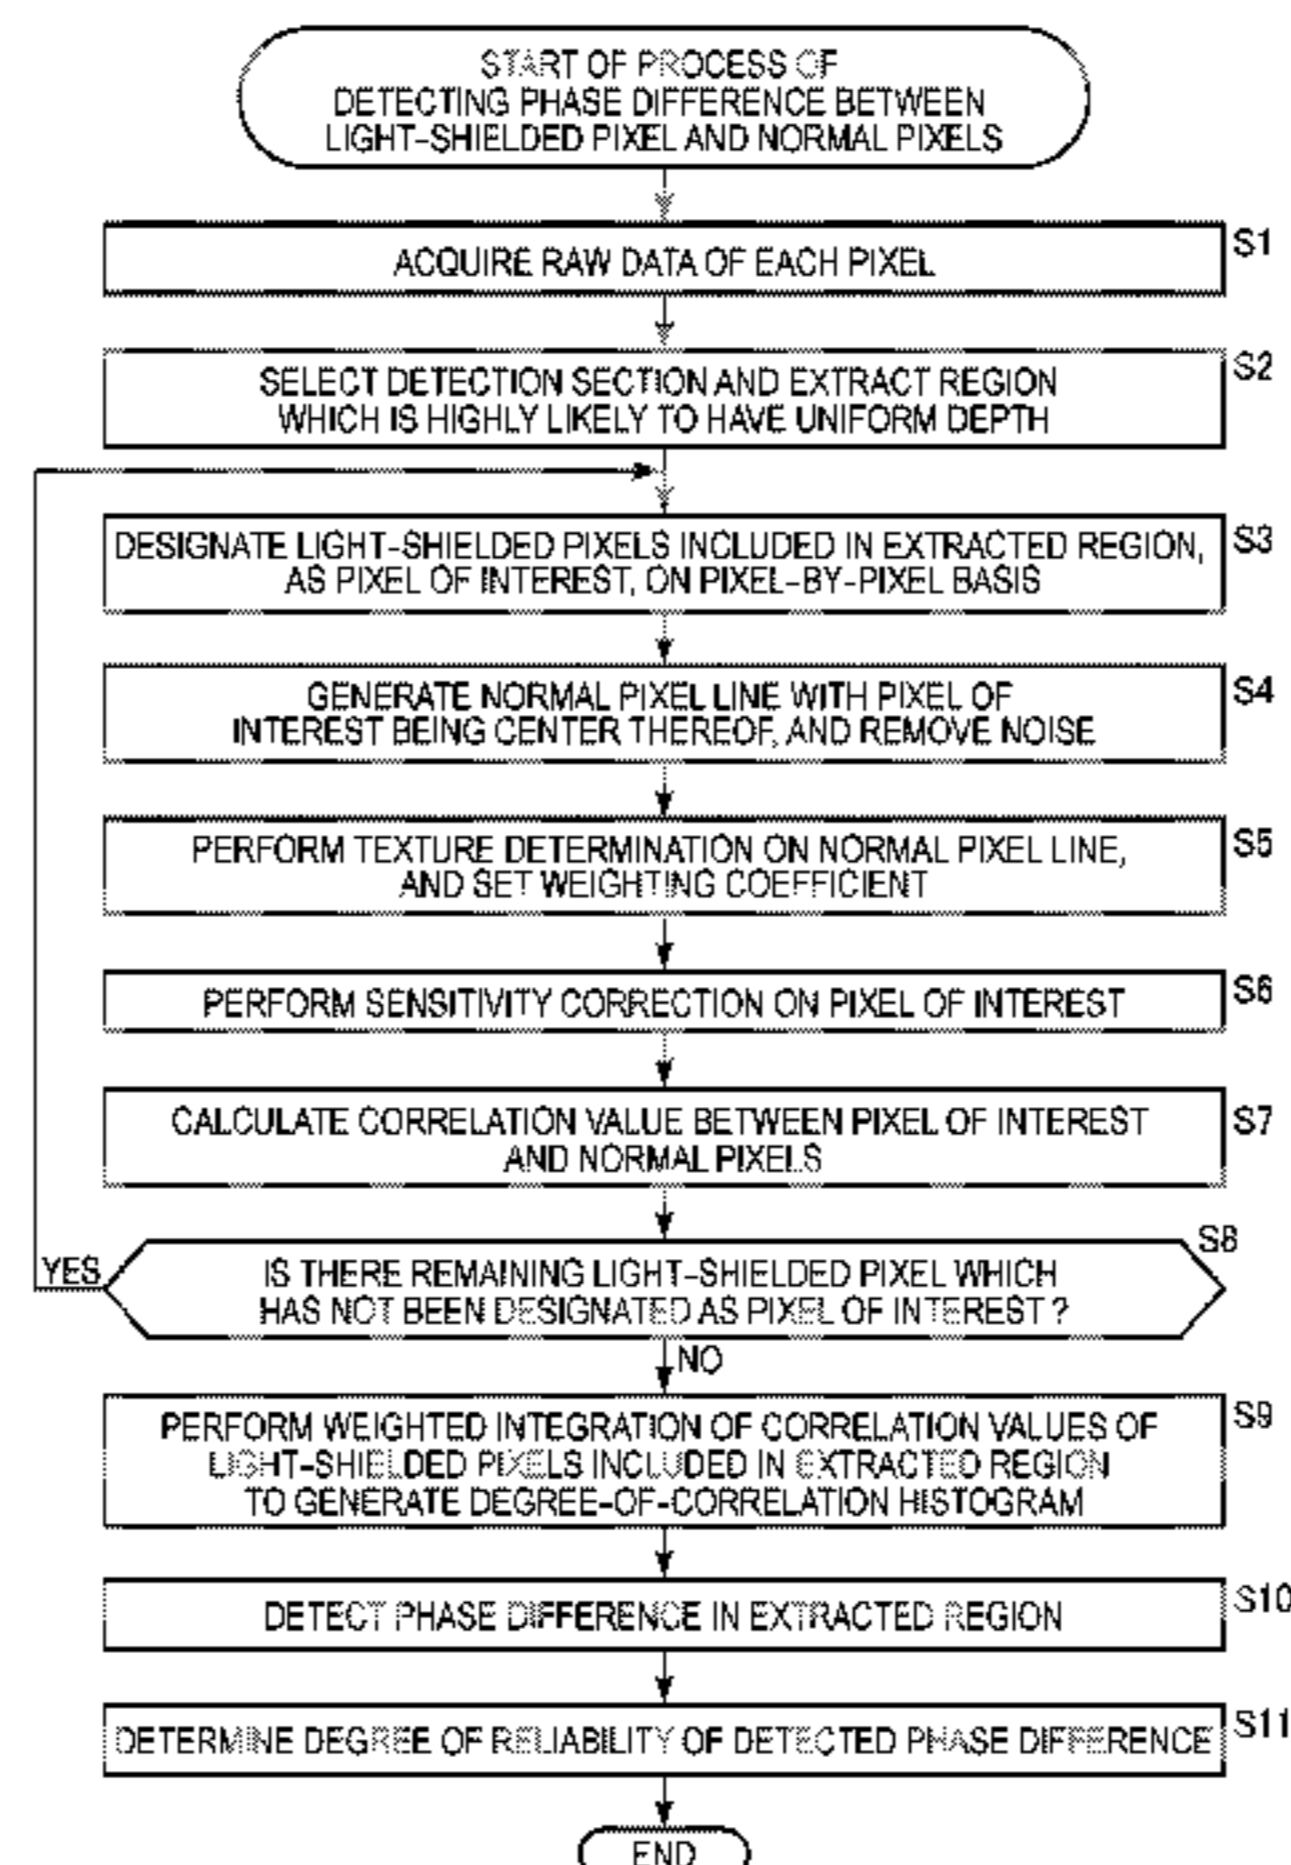 START OF PROCESS OF
DETECTING PHASE DIFFERENCE BETWEEN
LIGHT-SHIELDED PIXEL AND NORMAL PIXELS
ACQUIRE RAW DATA OF EACH PIXEL
S1
SELECT DETECTION SECTION AND EXTRACT REGION
WHICH IS HIGHLY LIKELY TO HAVE UNIFORM DEPTH
S2
DESIGNATE LIGHT-SHIELDED PIXELS INCLUDED IN EXTRACTED REGION,
AS PIXEL OF INTEREST, ON PIXEL-BY-PIXEL BASIS
S3
GENERATE NORMAL PIXEL LINE WITH PIXEL OF
INTEREST BEING CENTER THEREOF, AND REMOVE NOISE
S4
PERFORM TEXTURE DETERMINATION ON NORMAL PIXEL LINE,
AND SET WEIGHTING COEFFICIENT
S5
PERFORM SENSITIVITY CORRECTION ON PIXEL OF INTEREST
S6
CALCULATE CORRELATION VALUE BETWEEN PIXEL OF INTEREST
AND NORMAL PIXELS
S7
IS THERE REMAINING LIGHT-SHIELDED PIXEL WHICH
HAS NOT BEEN DESIGNATED AS PIXEL OF INTEREST ?
S8
YES
NO
PERFORM WEIGHTED INTEGRATION OF CORRELATION VALUES OF
LIGHT-SHIELDED PIXELS INCLUDED IN EXTRACTED REGION
TO GENERATE DEGREE-OF-CORRELATION HISTOGRAM
S9
DETECT PHASE DIFFERENCE IN EXTRACTED REGION
S10
DETERMINE DEGREE OF RELIABILITY OF DETECTED PHASE DIFFERENCE
S11
END